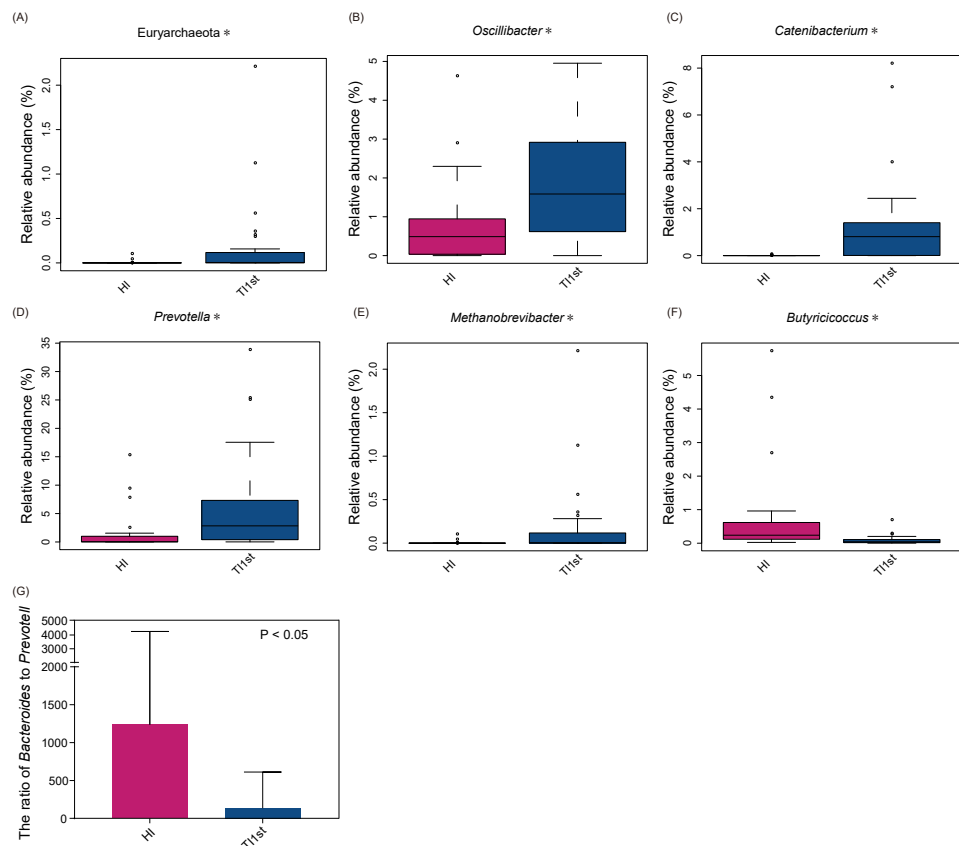 (A)
Euryarchaeota *
Relative abundance (%)
2.0
1.5
1.0
0.5
0.0
HI
TI1st
(B)
Oscillibacter *
Relative abundance (%)
5
4
3
2
1
0
HI
TI1st
(C)
Catenibacterium *
Relative abundance (%)
8
6
4
2
0
HI
TI1st
(D)
Prevotella *
Relative abundance (%)
35
30
25
20
15
10
5
0
HI
TI1st
(E)
Methanobrevibacter *
Relative abundance (%)
2.0
1.5
1.0
0.5
0.0
HI
TI1st
(F)
Butyricicoccus *
Relative abundance (%)
5
4
3
2
1
0
HI
TI1st
(G)
The ratio of Bacteroides to Prevotell
5000
4000
3000
2000
1500
1000
500
0
P < 0.05
HI
TI1st